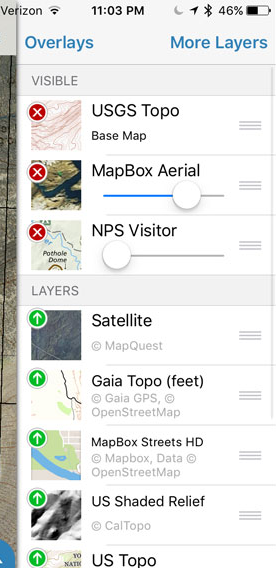 Verizon 11:03 PM 46%
Overlays More Layers
VISIBLE
USGS Topo
Base Map
MapBox Aerial
NPS Visitor
Pothole
Dome
LAYERS
Satellite
© MapQuest
Gaia Topo (feet)
© Gaia GPS, ©
OpenStreetMap
MapBox Streets HD
© Mapbox, Data ©
OpenStreetMap
US Shaded Relief
© CalTopo
US Topo
YO
NATIO